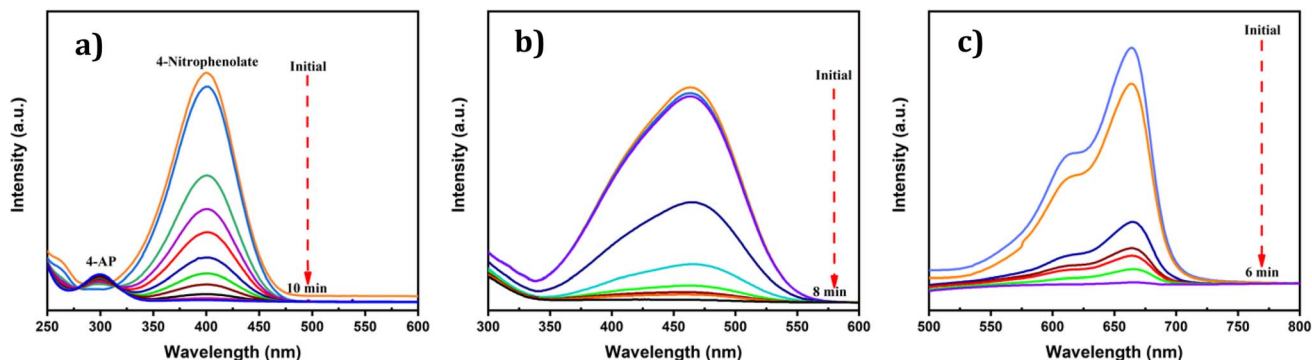 a)
4-Nitrophenolate
Initial
4-AP
10 min
Intensity (a.u.)
250 300 350 400 450 500 550 600
Wavelength (nm)
b)
Initial
8 min
Intensity (a.u.)
300 350 400 450 500 550 600
Wavelength (nm)
c)
Initial
6 min
Intensity (a.u.)
500 550 600 650 700 750 800
Wavelength (nm)